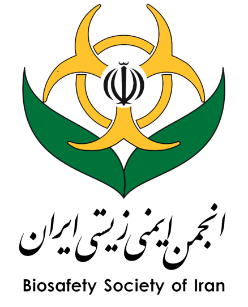 انجمن ایمنی زیستی ایران
Biosafety Society of Iran